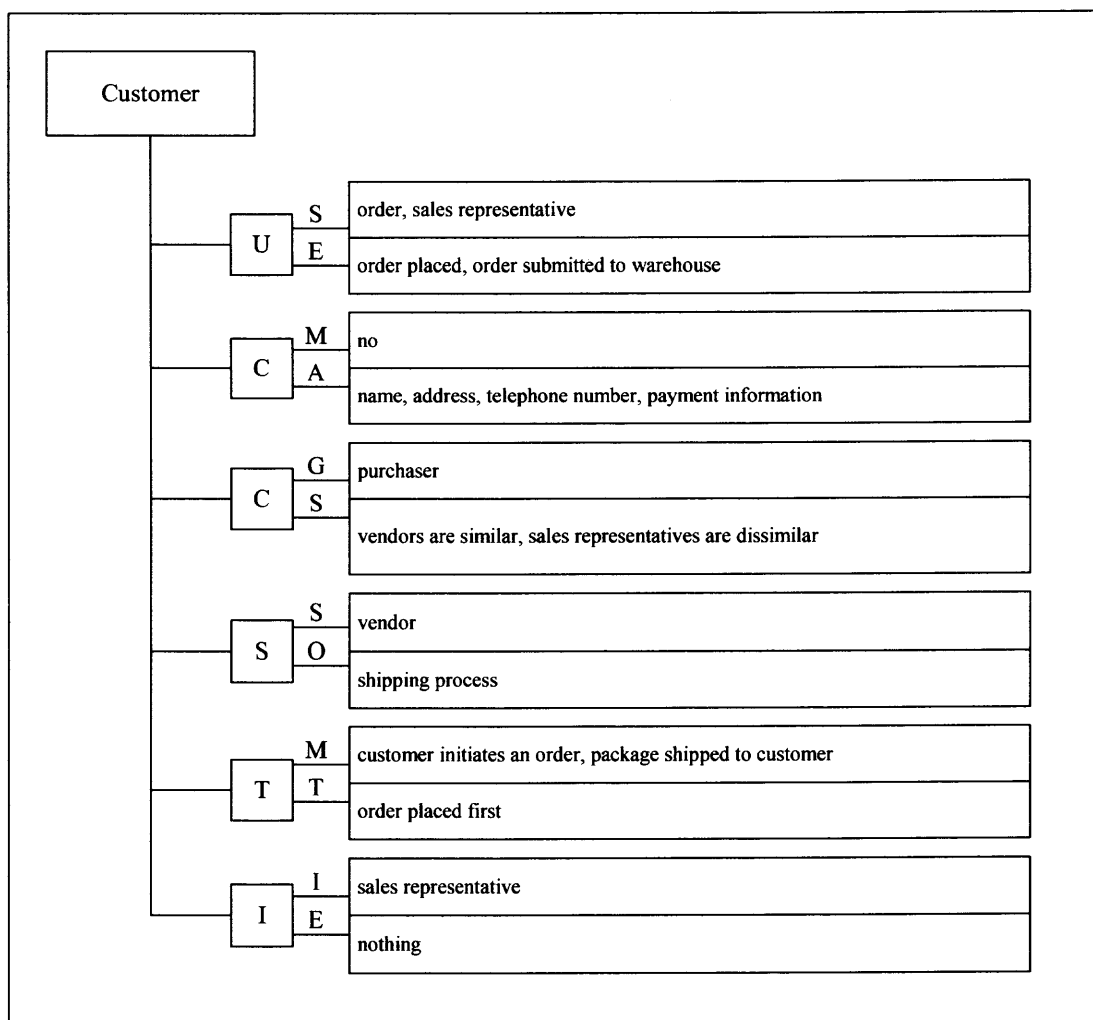 Customer
S
order, sales representative
U
E
order placed, order submitted to warehouse
M
no
C
A
name, address, telephone number, payment information
G
purchaser
C
S
vendors are similar, sales representatives are dissimilar
S
vendor
S
O
shipping process
M
customer initiates an order, package shipped to customer
T
T
order placed first
I
sales representative
I
E
nothing